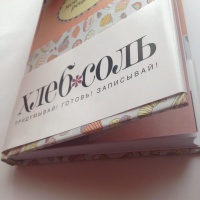 хлеб*соль
ПРИДУМЫВАЙ! ГОТОВЬ! ЗАПИСЫВАЙ!